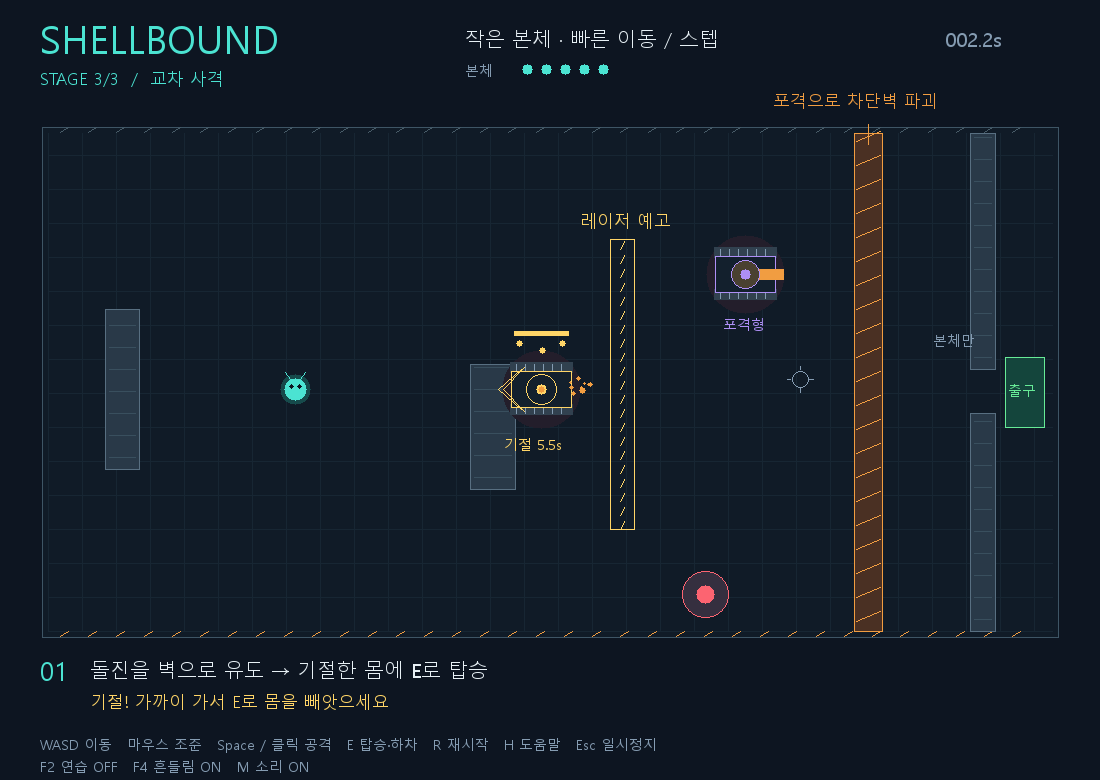 SHELLBOUND
작은 본체 · 빠른 이동 / 스텝
002.2s
STAGE 3/3 / 교차 사격
본체
포격으로 차단벽 파괴
레이저 예고
포격형
본체만
출구
기절 5.5s
01 돌진을 벽으로 유도 → 기절한 몸에 E로 탑승
기절! 가까이 가서 E로 몸을 빼앗으세요
WASD 이동 마우스 조준 Space / 클릭 공격 E 탑승·하차 R 재시작 H 도움말 Esc 일시정지
F2 연습 OFF F4 흔들림 ON M 소리 ON